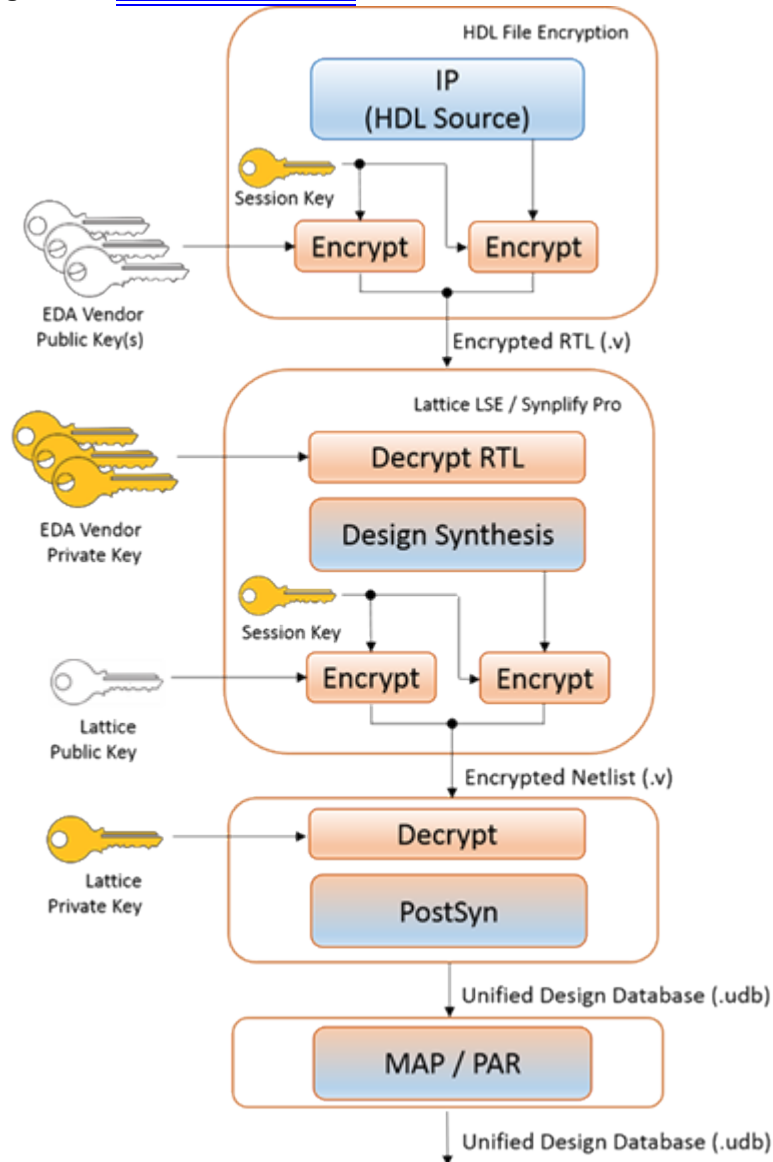 HDL File Encryption
IP
(HDL Source)
Session Key
Encrypt
Encrypt
EDA Vendor
Public Key(s)
Encrypted RTL (.v)
Lattice LSE / Synplify Pro
Decrypt RTL
EDA Vendor
Private Key
Design Synthesis
Session Key
Encrypt
Encrypt
Lattice
Public Key
Encrypted Netlist (.v)
Decrypt
Lattice
Private Key
PostSyn
Unified Design Database (.udb)
MAP / PAR
Unified Design Database (.udb)